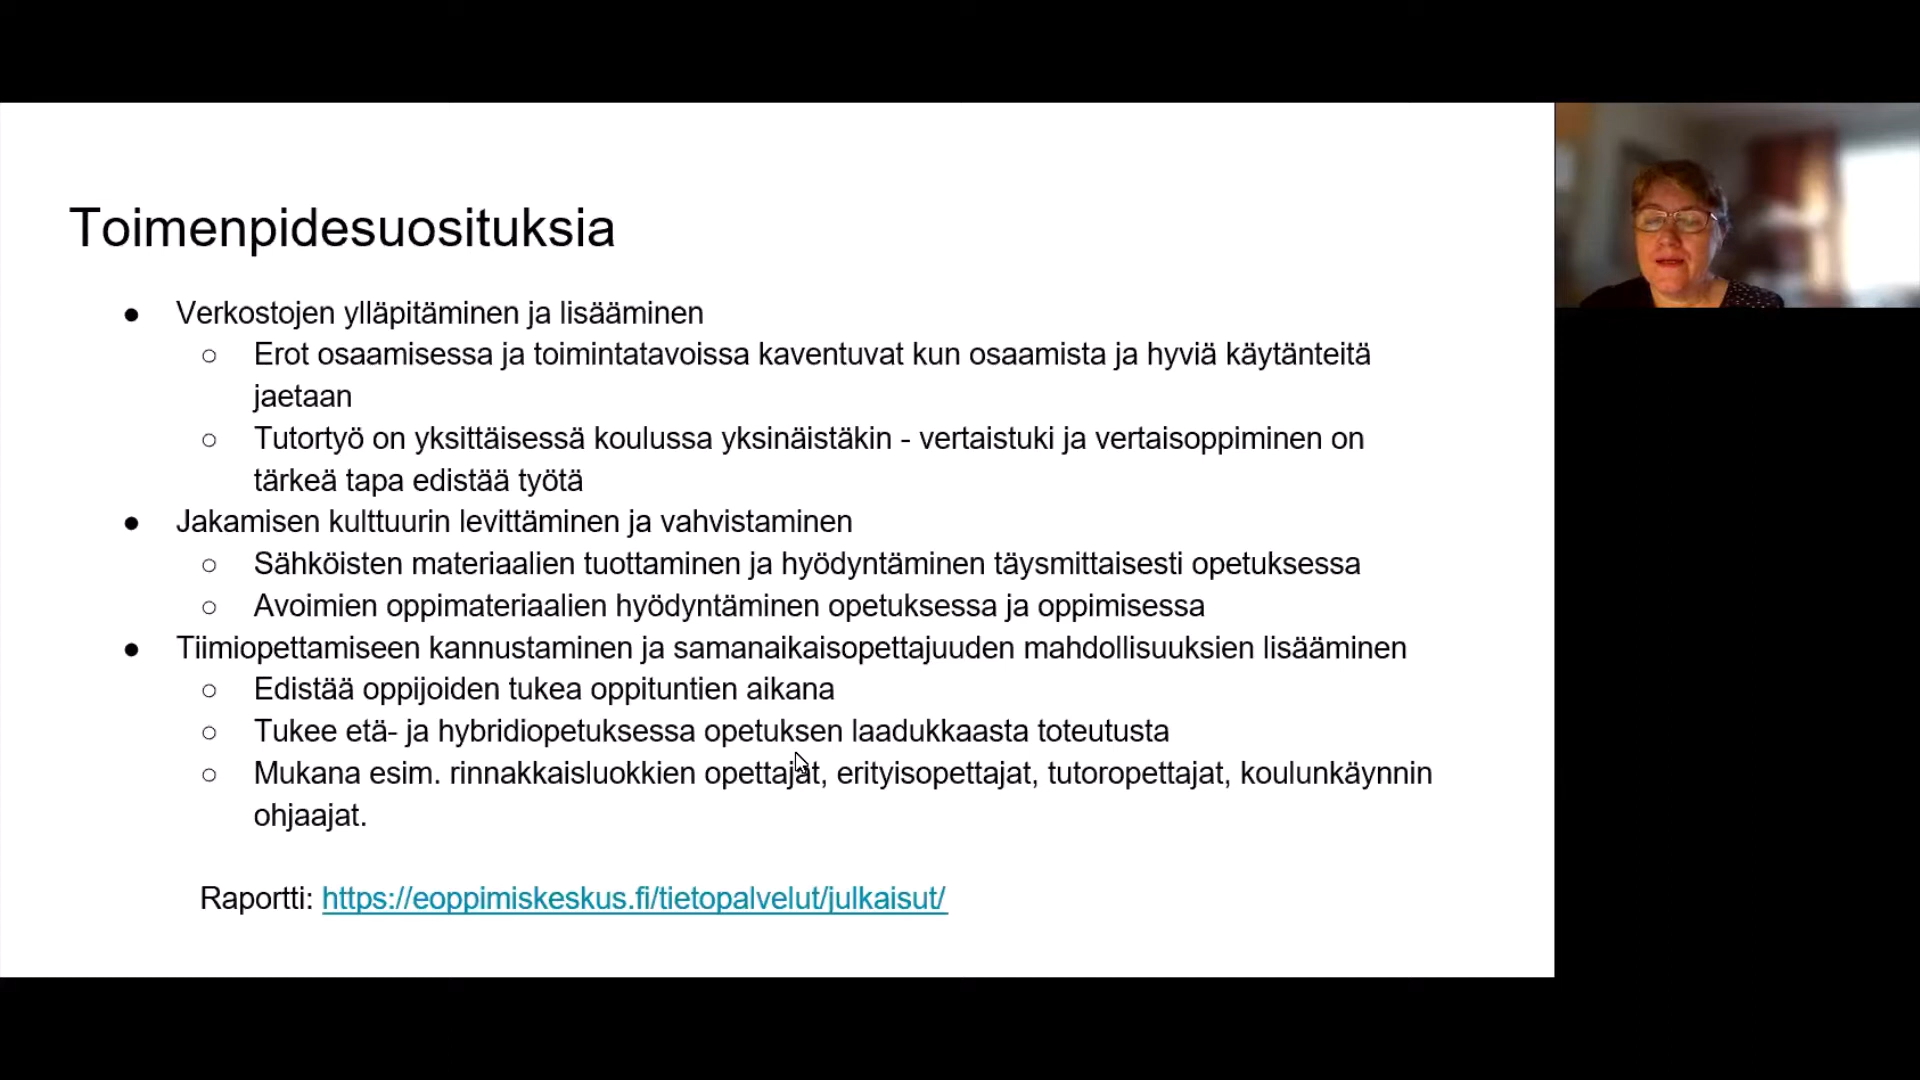 Toimenpidesuosituksia
● Verkostojen ylläpitäminen ja lisääminen
○ Erot osaamisessa ja toimintatavoissa kaventuvat kun osaamista ja hyviä käytänteitä
jaetaan
○ Tutortyö on yksittäisessä koulussa yksinäistäkin - vertaistuki ja vertaisoppiminen on
tärkeä tapa edistää työtä
● Jakamisen kulttuurin levittäminen ja vahvistaminen
○ Sähköisten materiaalien tuottaminen ja hyödyntäminen täysmittaisesti opetuksessa
○ Avoimien oppimateriaalien hyödyntäminen opetuksessa ja oppimisessa
● Tiimiopettamiseen kannustaminen ja samanaikaisopettajuuden mahdollisuuksien lisääminen
○ Edistää oppijoiden tukea oppituntien aikana
○ Tukee etä- ja hybridiopetuksessa opetuksen laadukkaasta toteutusta
○ Mukana esim. rinnakkaisluokkien opettajat, erityisopettajat, tutoropettajat, koulunkäynnin
ohjaajat.
Raportti: https://eoppimiskeskus.fi/tietopalvelut/julkaisut/